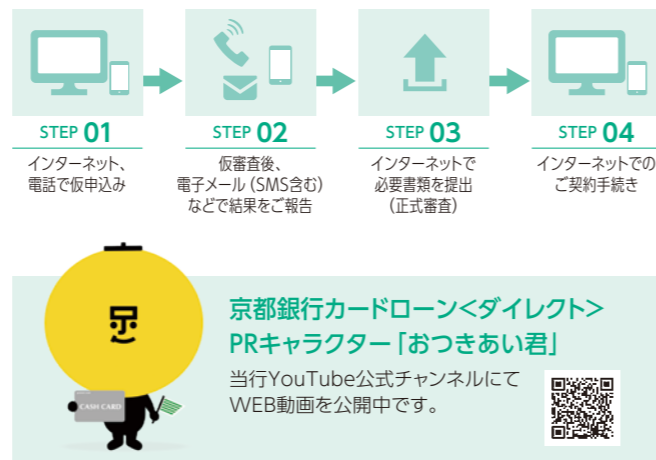 STEP 01
インターネット、
電話で仮申込み
STEP 02
仮審査後、
電子メール(SMS含む)
などで結果をご報告
STEP 03
インターネットで
必要書類を提出
(正式審査)
STEP 04
インターネットでの
ご契約手続き
京都銀行カードローン<ダイレクト>
PRキャラクター「おつきあい君」
当行YouTube公式チャンネルにて
WEB動画を公開中です。
CASH CARD